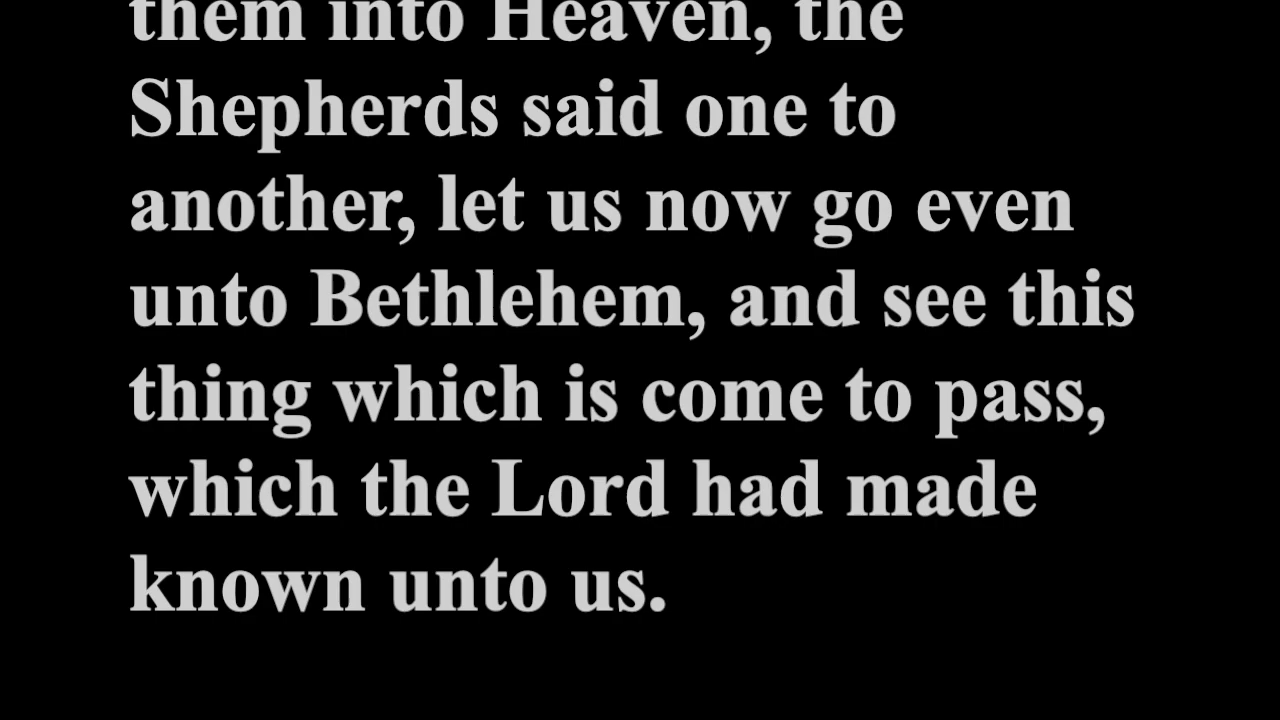 them into Heaven, the
Shepherds said one to
another, let us now go even
unto Bethlehem, and see this
thing which is come to pass,
which the Lord had made
known unto us.